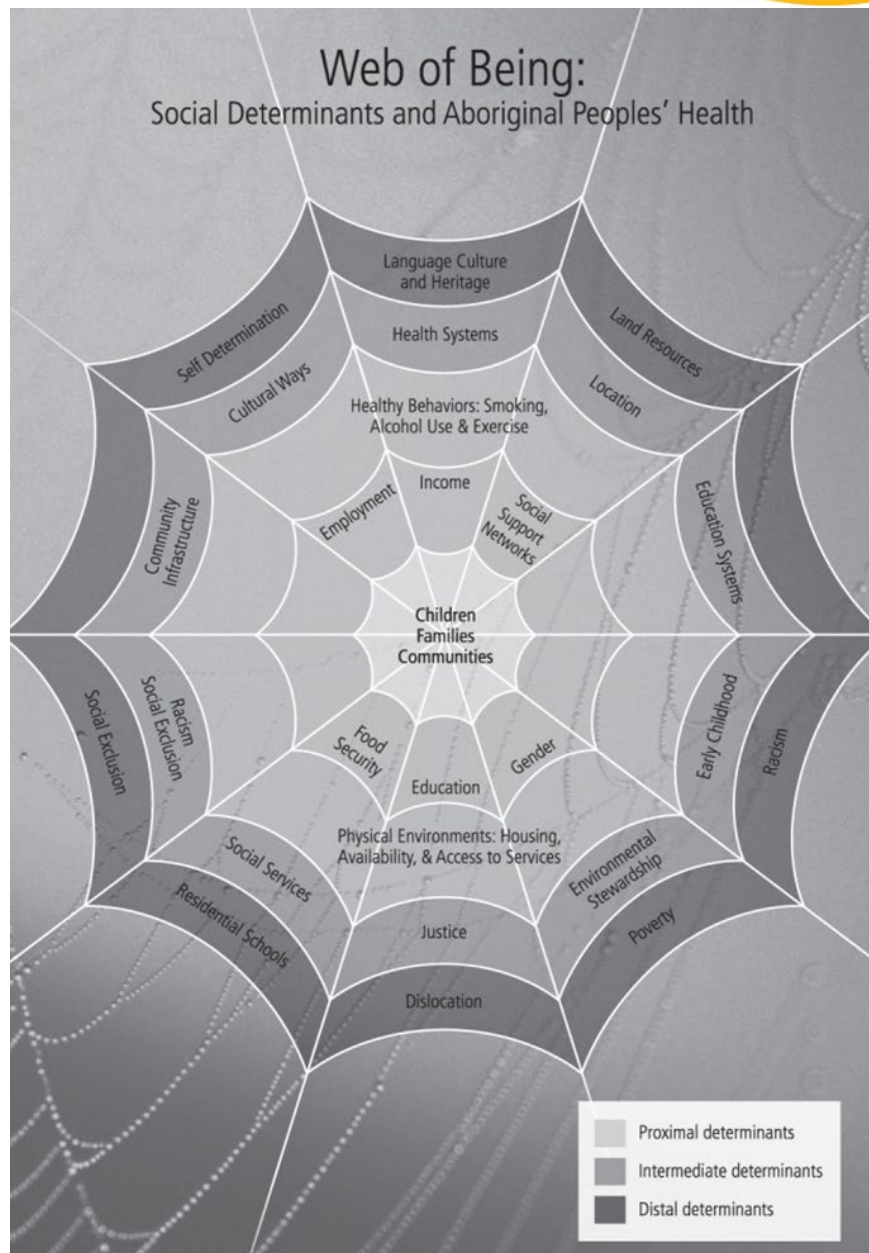 Web of Being:
Social Determinants and Aboriginal Peoples' Health
Language Culture
and Heritage
Self Determination
Land Resources
Health Systems
Cultural Ways
Location
Healthy Behaviors: Smoking,
Alcohol Use & Exercise
Employment
Income
Social
Support
Networks
Community
Infrastructure
Education Systems
Children
Families
Communities
Social Exclusion
Racism
Social Exclusion
Food
Security
Education
Gender
Early Childhood
Racism
Physical Environments: Housing,
Availability, & Access to Services
Social Services
Environmental
Stewardship
Residential Schools
Justice
Poverty
Dislocation
Proximal determinants
Intermediate determinants
Distal determinants